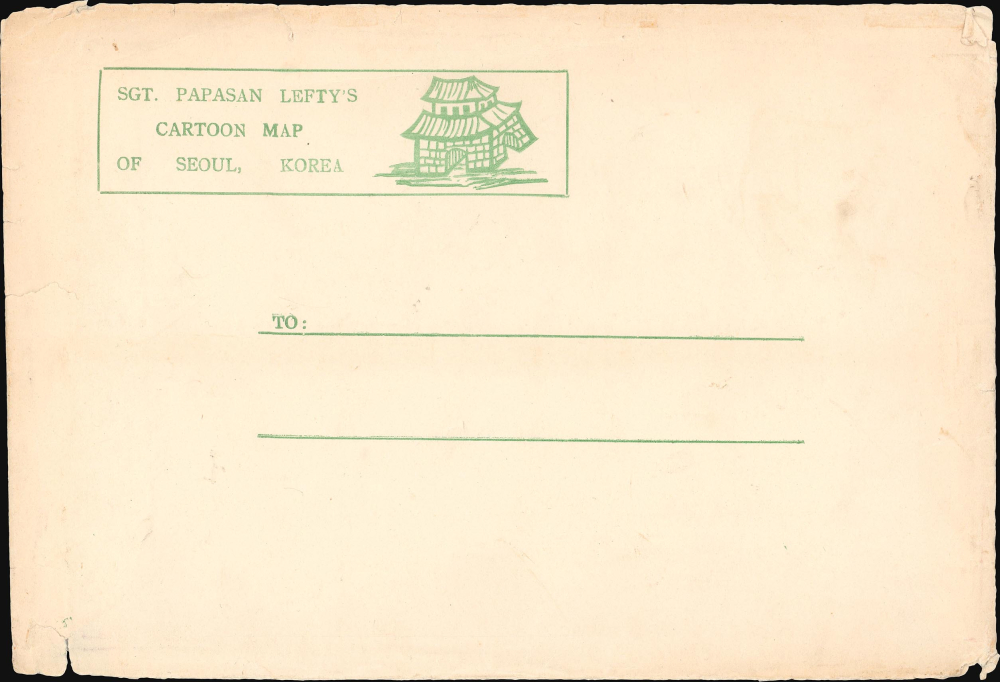 SGT. PAPASAN LEFTY'S
CARTOON MAP
OF SEOUL, KOREA
TO: